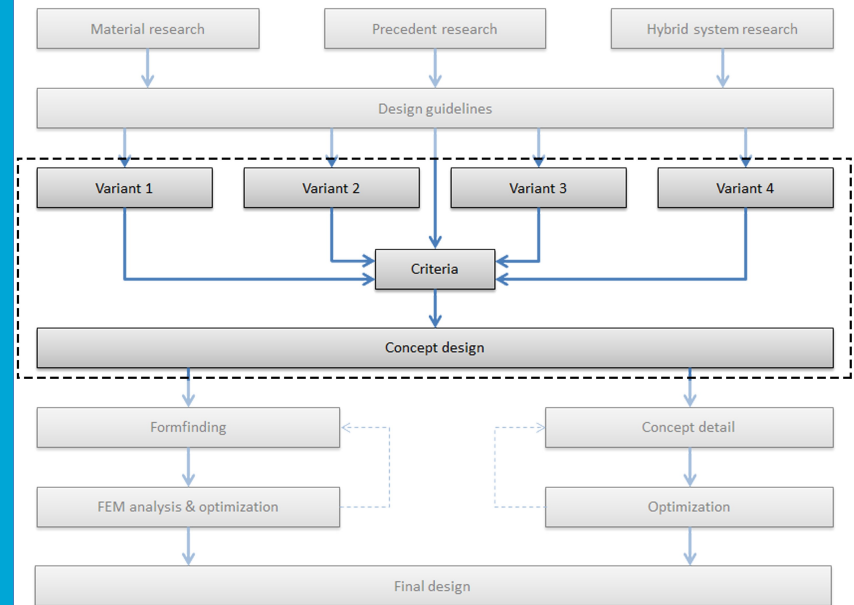 Material research
Precedent research
Hybrid system research
Design guidelines
Variant 1
Variant 2
Variant 3
Variant 4
Criteria
Concept design
Formfinding
Concept detail
FEM analysis & optimization
Optimization
Final design